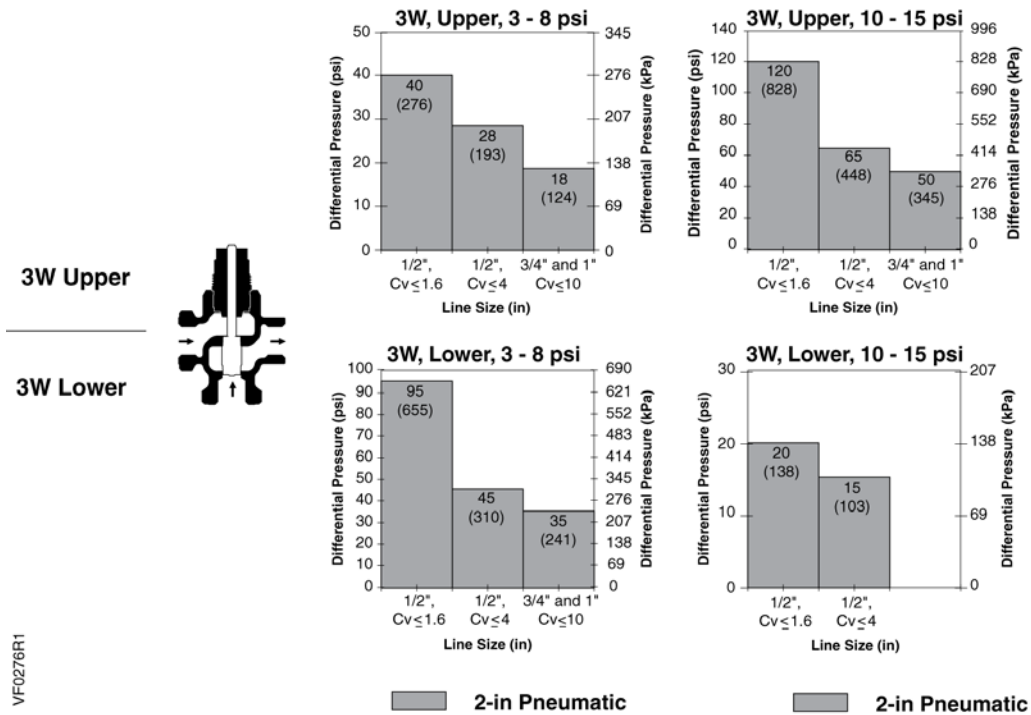 3W, Upper, 3 - 8 psi
Differential Pressure (psi)
50
40
30
20
10
0
40
(276)
28
(193)
18
(124)
345
276
207
138
69
0
Differential Pressure (kPa)
1/2", 1/2", 3/4" and 1"
Cv≤1.6 Cv≤4 Cv≤10
Line Size (in)
3W, Upper, 10 - 15 psi
Differential Pressure (psi)
140
120
100
80
60
40
20
0
120
(828)
65
(448)
50
(345)
996
828
690
552
414
276
138
0
Differential Pressure (kPa)
1/2", 1/2", 3/4" and 1"
Cv≤1.6 Cv≤4 Cv≤10
Line Size (in)
3W Upper
3W Lower
3W, Lower, 3 - 8 psi
Differential Pressure (psi)
100
90
80
70
60
50
40
30
20
10
0
95
(655)
45
(310)
35
(241)
690
621
552
483
414
345
276
207
138
69
0
Differential Pressure (kPa)
1/2", 1/2", 3/4" and 1"
Cv≤1.6 Cv≤4 Cv≤10
Line Size (in)
3W, Lower, 10 - 15 psi
Differential Pressure (psi)
30
20
10
0
20
(138)
15
(103)
207
138
69
0
Differential Pressure (kPa)
1/2", 1/2",
Cv≤1.6 Cv≤4
Line Size (in)
VF0276R1
2-in Pneumatic
2-in Pneumatic